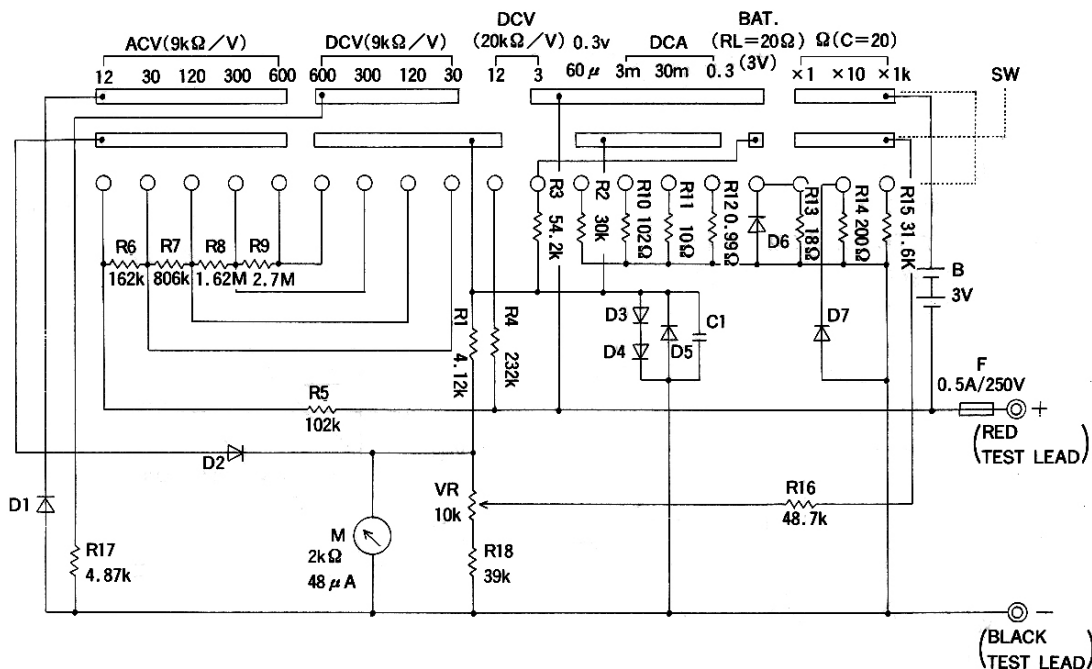 ACV(9kΩ/V)
DCV(9kΩ/V)
DCV
(20kΩ/V)
0.3v
DCA
BAT.
(RL=20Ω)
(3V)
Ω(C=20)
12 30 120 300 600
600 300 120 30
12 3
60μ
3m 30m 0.3
×1 ×10 ×1k
SW
R3 54.2k
R2 30k
R10 102Ω
R11 10Ω
R12 0.99Ω
D6
R13 18Ω
R14 200Ω
R15 31.6K
R6 R7 R8 R9
162k 806k 1.62M 2.7M
B
3V
R1 4.12k
R4 232k
D3
D4
D5
C1
D7
F
0.5A/250V
R5
102k
+
(RED
TEST LEAD)
D2
D1
VR
10k
R16
48.7k
M
2kΩ
48μA
R17
4.87k
R18
39k
−
(BLACK
TEST LEAD)